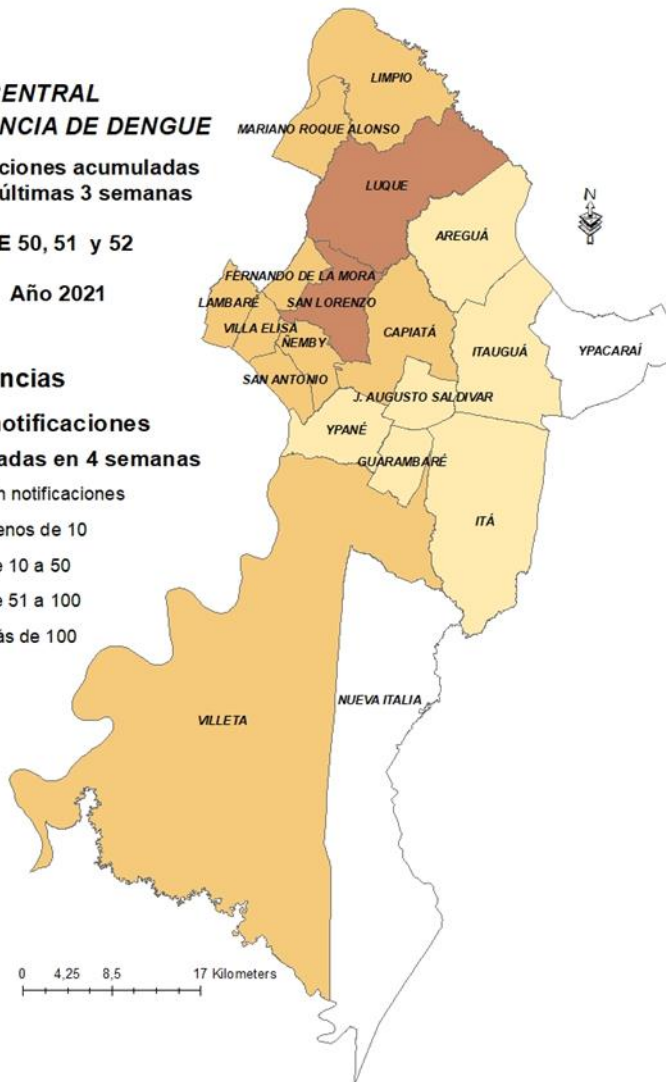 ENTRAL
NCIA DE DENGUE
ciones acumuladas
últimas 3 semanas
E 50, 51 y 52
Año 2021
ncias
notificaciones
adas en 4 semanas
n notificaciones
enos de 10
e 10 a 50
e 51 a 100
ás de 100
LIMPIO
MARIANO ROQUE ALONSO
LUQUE
N
AREGUÁ
FERNANDO DE LA MORA
LAMBARÉ
SAN LORENZO
VILLA ELISA
CAPIATÁ
ÑEMBY
ITAUGUÁ
YPACARAÍ
SAN ANTONIO
J. AUGUSTO SALDIVAR
YPANÉ
GUARAMBARÉ
ITÁ
NUEVA ITALIA
VILLETA
0 4,25 8,5 17 Kilometers